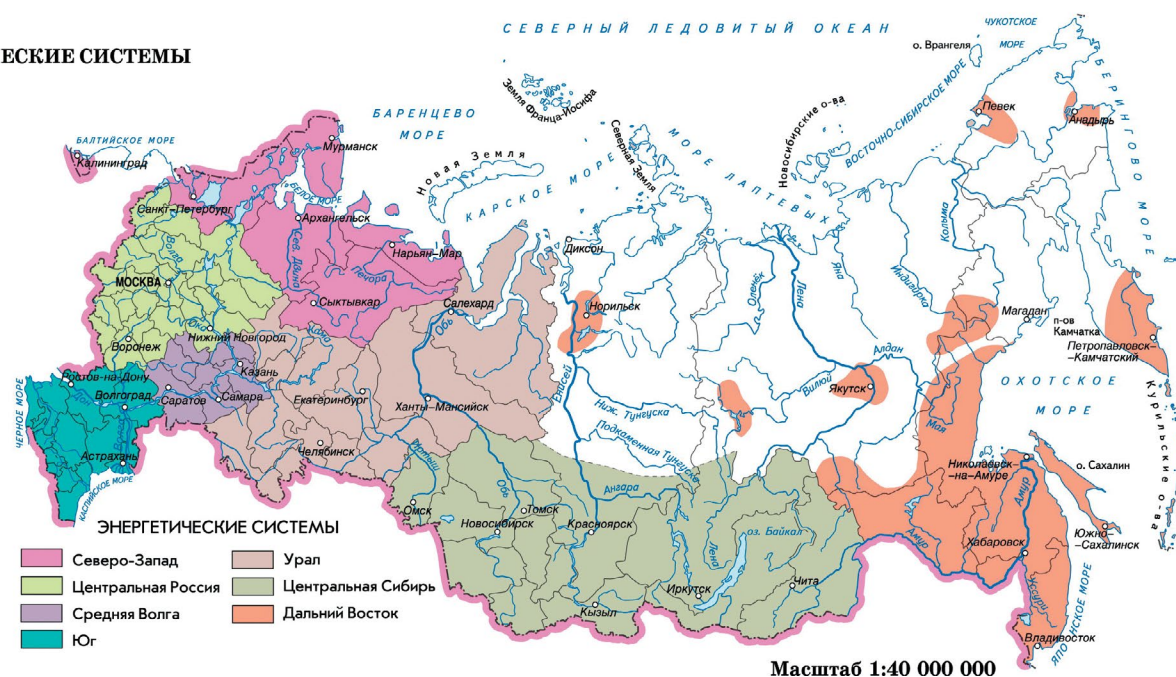 ЕСКИЕ СИСТЕМЫ
СЕВЕРНЫЙ ЛЕДОВИТЫЙ ОКЕАН
ЧУКОТСКОЕ
МОРЕ
о. Врангеля
БЕРИНГОВО МОРЕ
Земля Франца-Иосифа
Новосибирские о-ва
ВОСТОЧНО-СИБИРСКОЕ МОРЕ
Певек
Анадырь
БАРЕНЦЕВО
МОРЕ
Северная Земля
МОРЕ ЛАПТЕВЫХ
БАЛТИЙСКОЕ МОРЕ
Калининград
Мурманск
Новая Земля
КАРСКОЕ МОРЕ
БЕЛОЕ МОРЕ
Санкт-Петербург
Архангельск
Сев. Двина
Нарьян-Мар
Печора
Диксон
Колыма
Индигирка
Яна
Оленёк
Лена
Волга
МОСКВА
Сыктывкар
Салехард
Обь
Норильск
Магадан
п-ов
Камчатка
Петропавловск-
-Камчатский
Ока
Нижний Новгород
Кама
Воронеж
Казань
Енисей
Алдан
Вилюй
Якутск
ОХОТСКОЕ
МОРЕ
Курильские о-ва
Ростов-на-Дону
Дон
Волгоград
Саратов
Самара
Екатеринбург
Ханты-Мансийск
Ниж. Тунгуска
Подкаменная Тунгуска
Мая
ЧЕРНОЕ МОРЕ
Волга
Астрахань
КАСПИЙСКОЕ МОРЕ
Челябинск
Иртыш
Обь
Ангара
Николаевск-
-на-Амуре
о. Сахалин
Омск
Томск
Новосибирск
Красноярск
Лена
оз. Байкал
Амур
Амур
Хабаровск
Южно-
-Сахалинск
Иркутск
Чита
Кызыл
Уссури
Владивосток
ЯПОНСКОЕ МОРЕ
ЭНЕРГЕТИЧЕСКИЕ СИСТЕМЫ
Северо-Запад
Центральная Россия
Средняя Волга
Юг
Урал
Центральная Сибирь
Дальний Восток
Масштаб 1:40 000 000